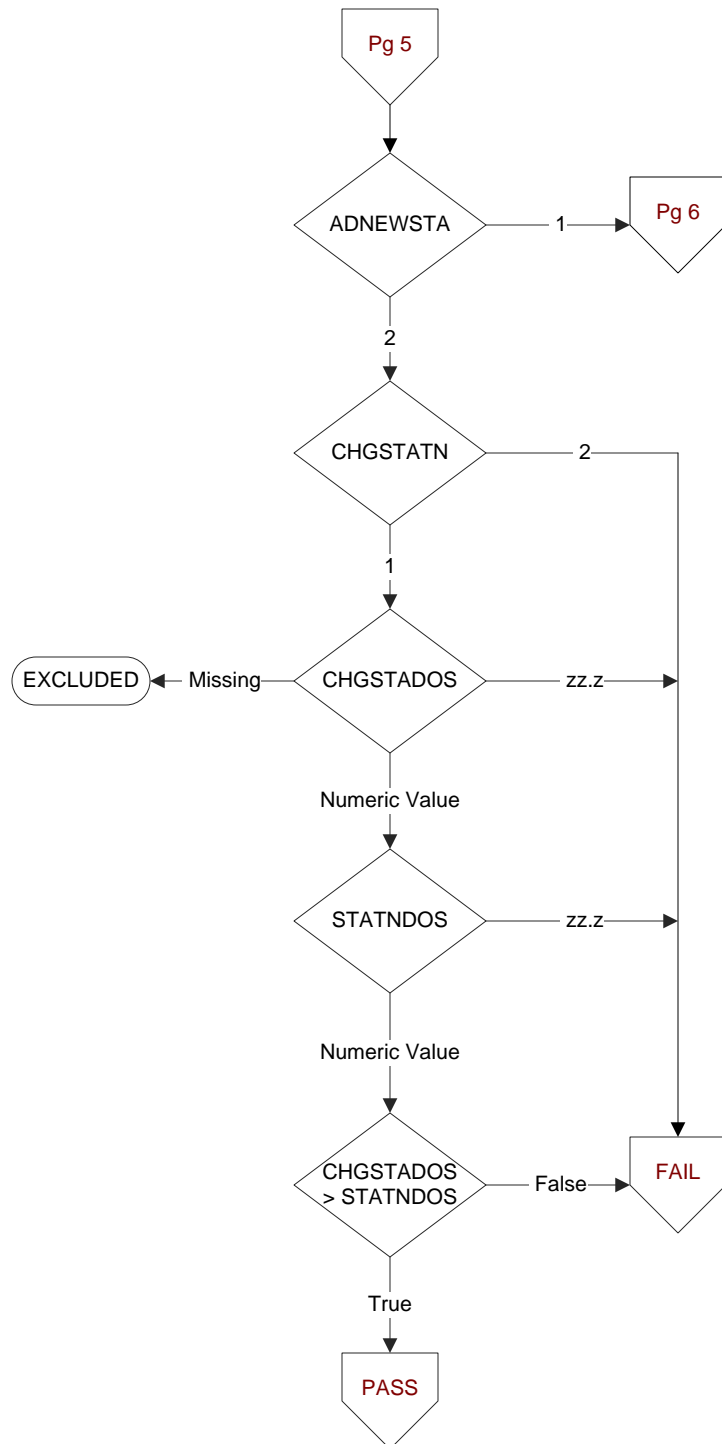 Pg 5
ADNEWSTA
1
Pg 6
2
CHGSTATN
2
1
EXCLUDED
Missing
CHGSTADOS
zz.z
Numeric Value
STATNDOS
zz.z
Numeric Value
CHGSTADOS
> STATNDOS
False
FAIL
True
PASS